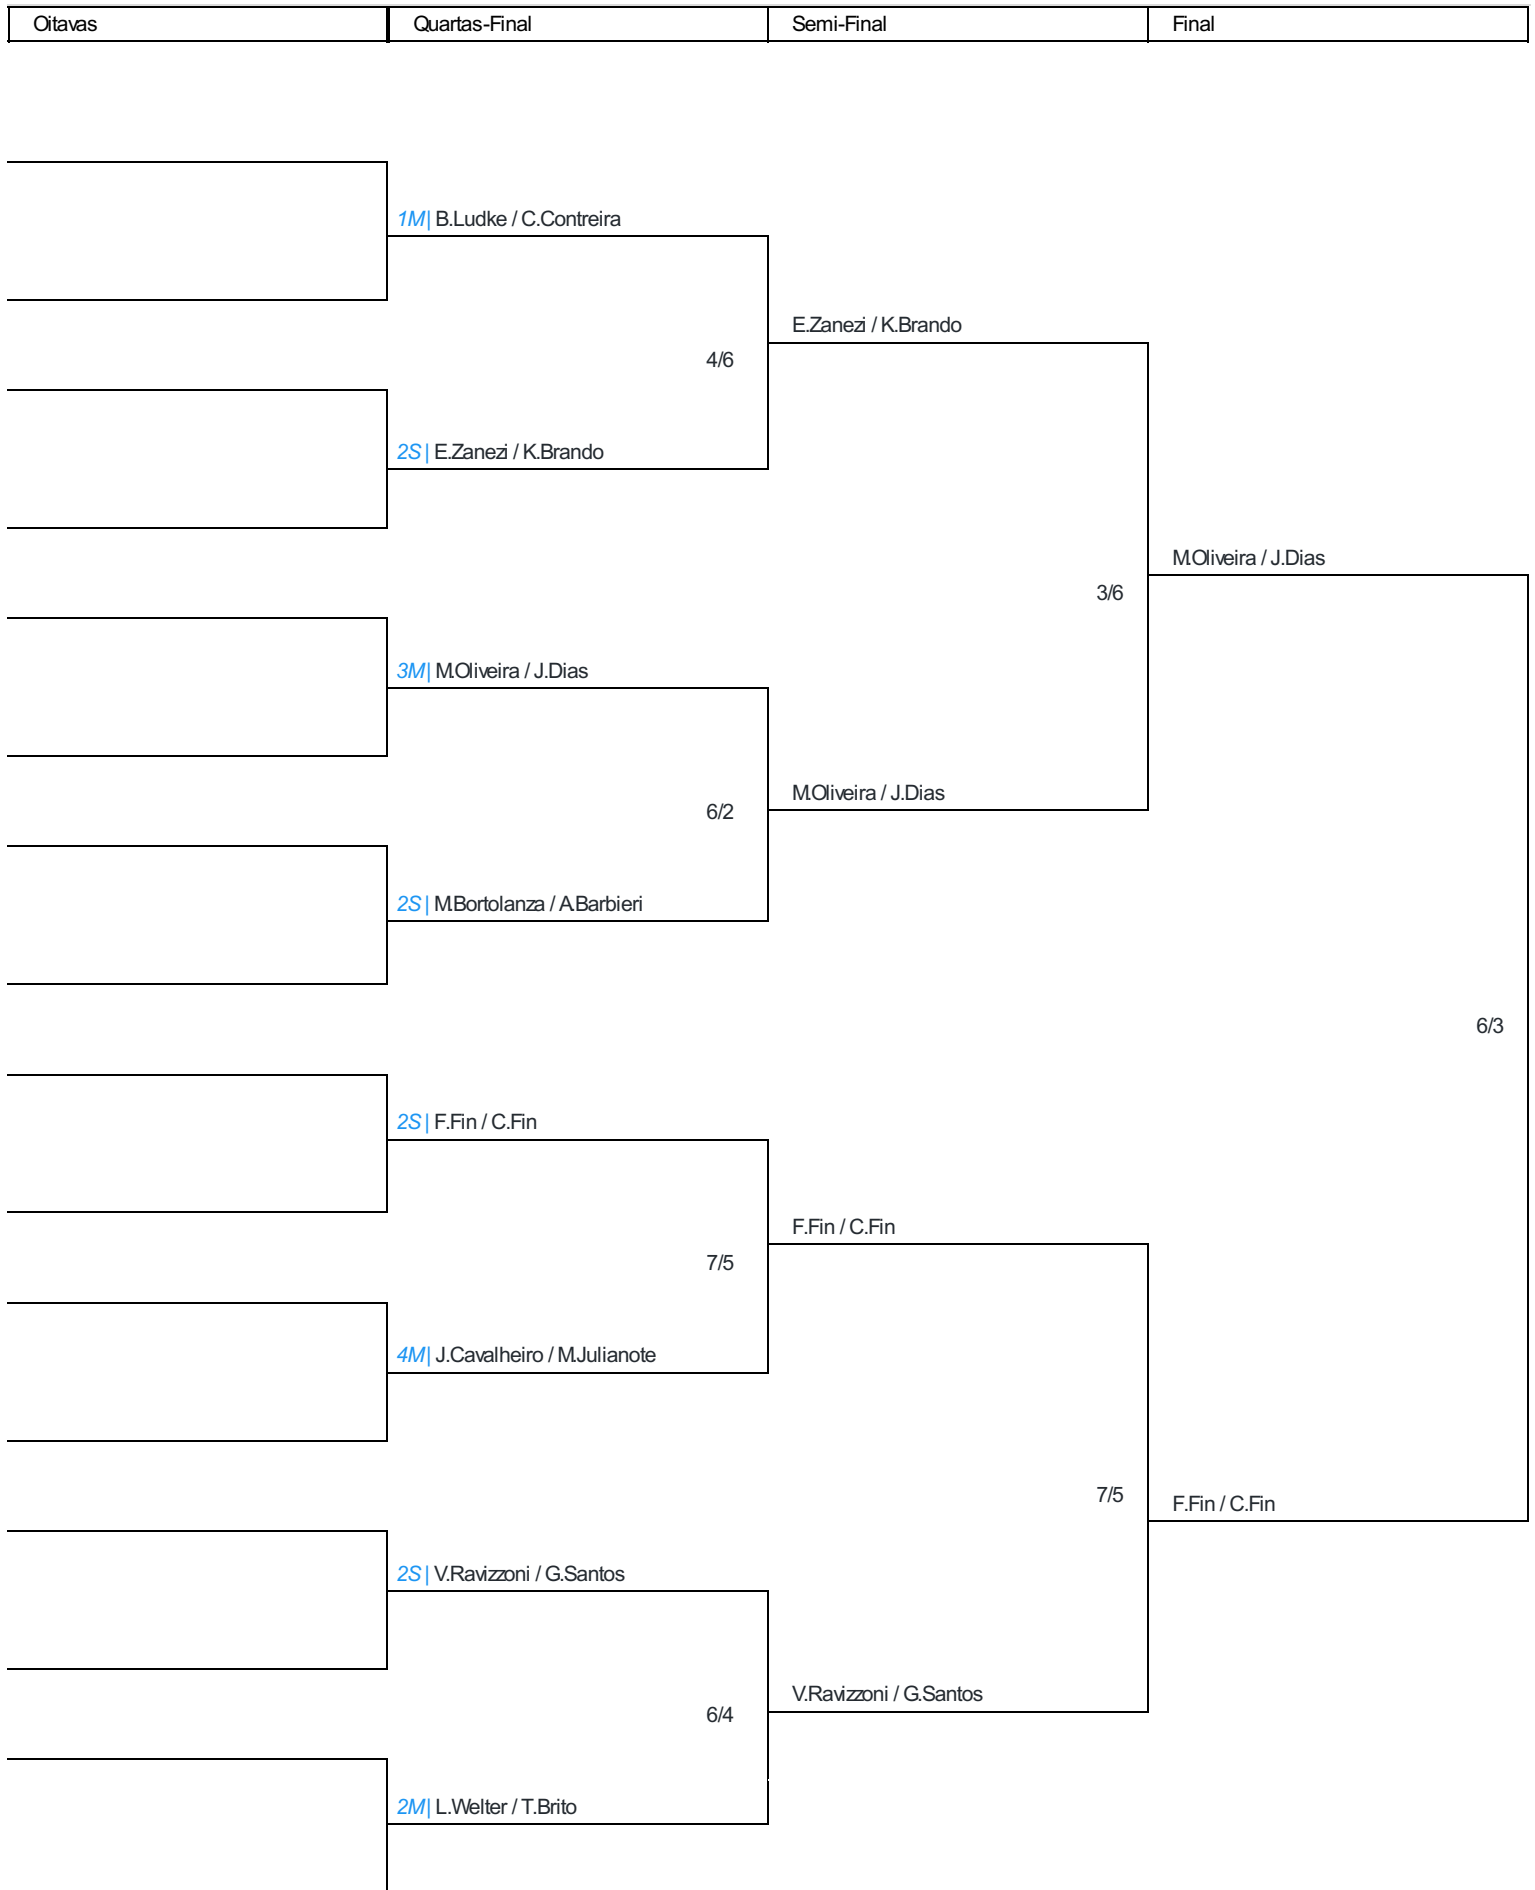 Oitavas Quartas-Final Semi-Final Final
1M| B.Ludke / C.Contreira
E.Zanezi / K.Brando
4/6
2S| E.Zanezi / K.Brando
M.Oliveira / J.Dias
3/6
3M| M.Oliveira / J.Dias
M.Oliveira / J.Dias
6/2
2S| M.Bortolanza / A.Barbieri
6/3
2S| F.Fin / C.Fin
F.Fin / C.Fin
7/5
4M| J.Cavalheiro / M.Julianote
7/5
F.Fin / C.Fin
2S| V.Ravizzoni / G.Santos
V.Ravizzoni / G.Santos
6/4
2M| L.Welter / T.Brito